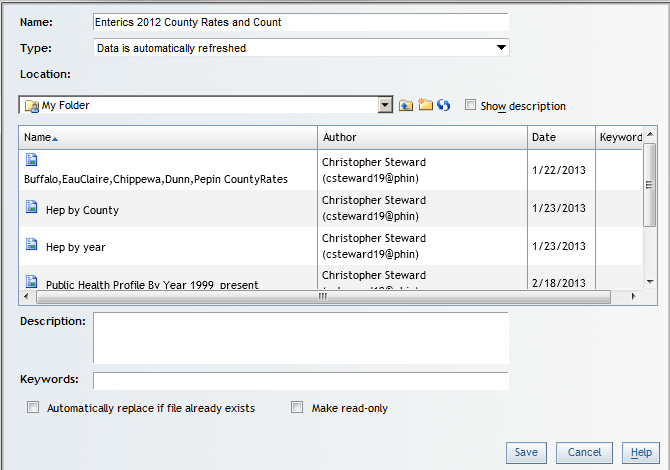 Name: Enterics 2012 County Rates and Count
Type: Data is automatically refreshed
Location:
My Folder Show description
Name Author Date Keyword
Buffalo,EauClaire,Chippewa,Dunn,Pepin CountyRates Christopher Steward (csteward19@phin) 1/22/2013
Hep by County Christopher Steward (csteward19@phin) 1/23/2013
Hep by year Christopher Steward (csteward19@phin) 1/23/2013
Public Health Profile By Year 1999_present Christopher Steward (csteward19@phin) 2/18/2013
Description:
Keywords:
Automatically replace if file already exists Make read-only
Save Cancel Help